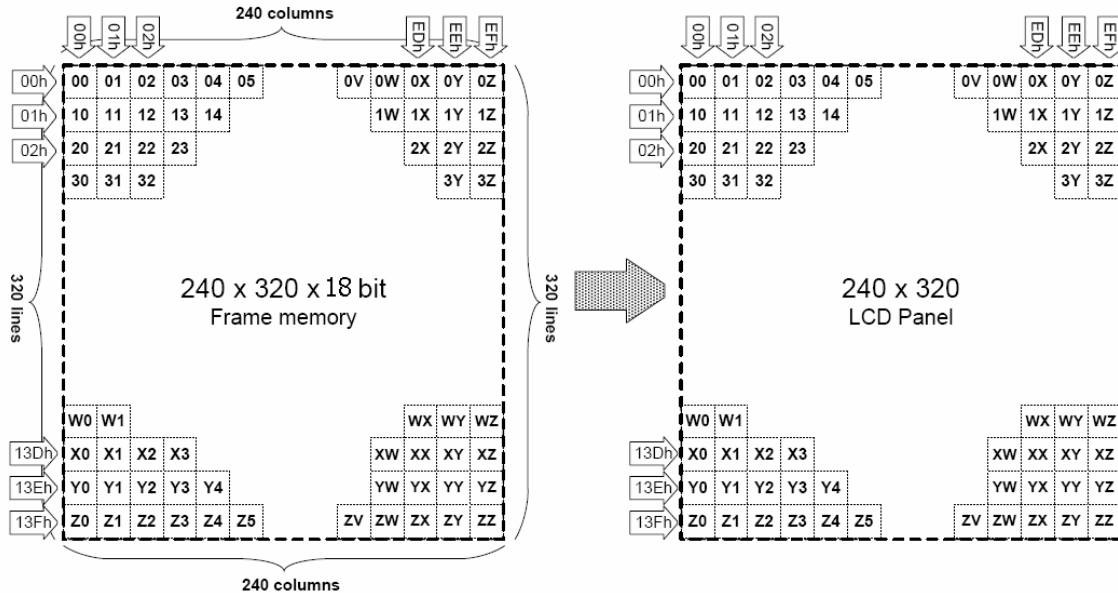 240 columns
00h 01h 02h EDh EEh EFh 00h 01h 02h EDh EEh EFh
00h 00 01 02 03 04 05 0V 0W 0X 0Y 0Z 00h 00 01 02 03 04 05 0V 0W 0X 0Y 0Z
01h 10 11 12 13 14 1W 1X 1Y 1Z 01h 10 11 12 13 14 1W 1X 1Y 1Z
02h 20 21 22 23 2X 2Y 2Z 02h 20 21 22 23 2X 2Y 2Z
30 31 32 3Y 3Z 30 31 32 3Y 3Z
320 lines 240 x 320 x 18 bit 320 lines 240 x 320
Frame memory LCD Panel
W0 W1 WX WY WZ W0 W1 WX WY WZ
13Dh X0 X1 X2 X3 XW XX XY XZ 13Dh X0 X1 X2 X3 XW XX XY XZ
13Eh Y0 Y1 Y2 Y3 Y4 YW YX YY YZ 13Eh Y0 Y1 Y2 Y3 Y4 YW YX YY YZ
13Fh Z0 Z1 Z2 Z3 Z4 Z5 ZV ZW ZX ZY ZZ 13Fh Z0 Z1 Z2 Z3 Z4 Z5 ZV ZW ZX ZY ZZ
240 columns